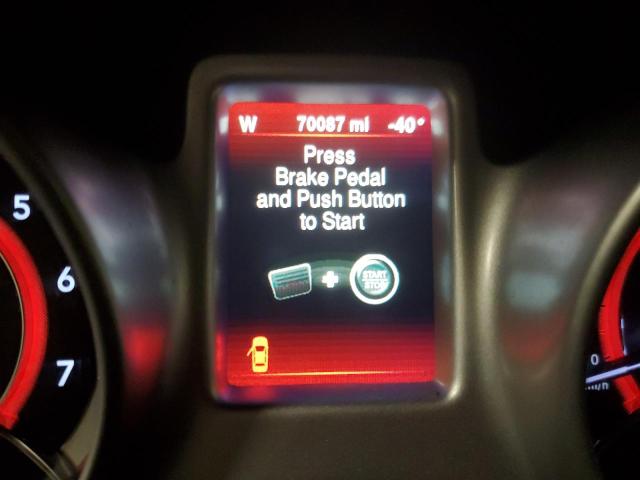 W 70087 mi -40°
Press
Brake Pedal
and Push Button
to Start
START
STOP
5
6
7
0